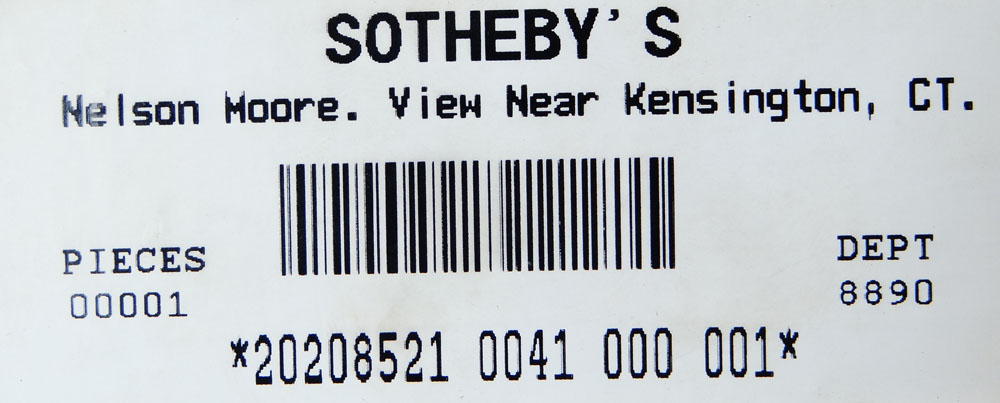 SOTHEBY'S
Nelson Moore. View Near Kensington, CT.
PIECES
00001
DEPT
8890
*20208521 0041 000 001*